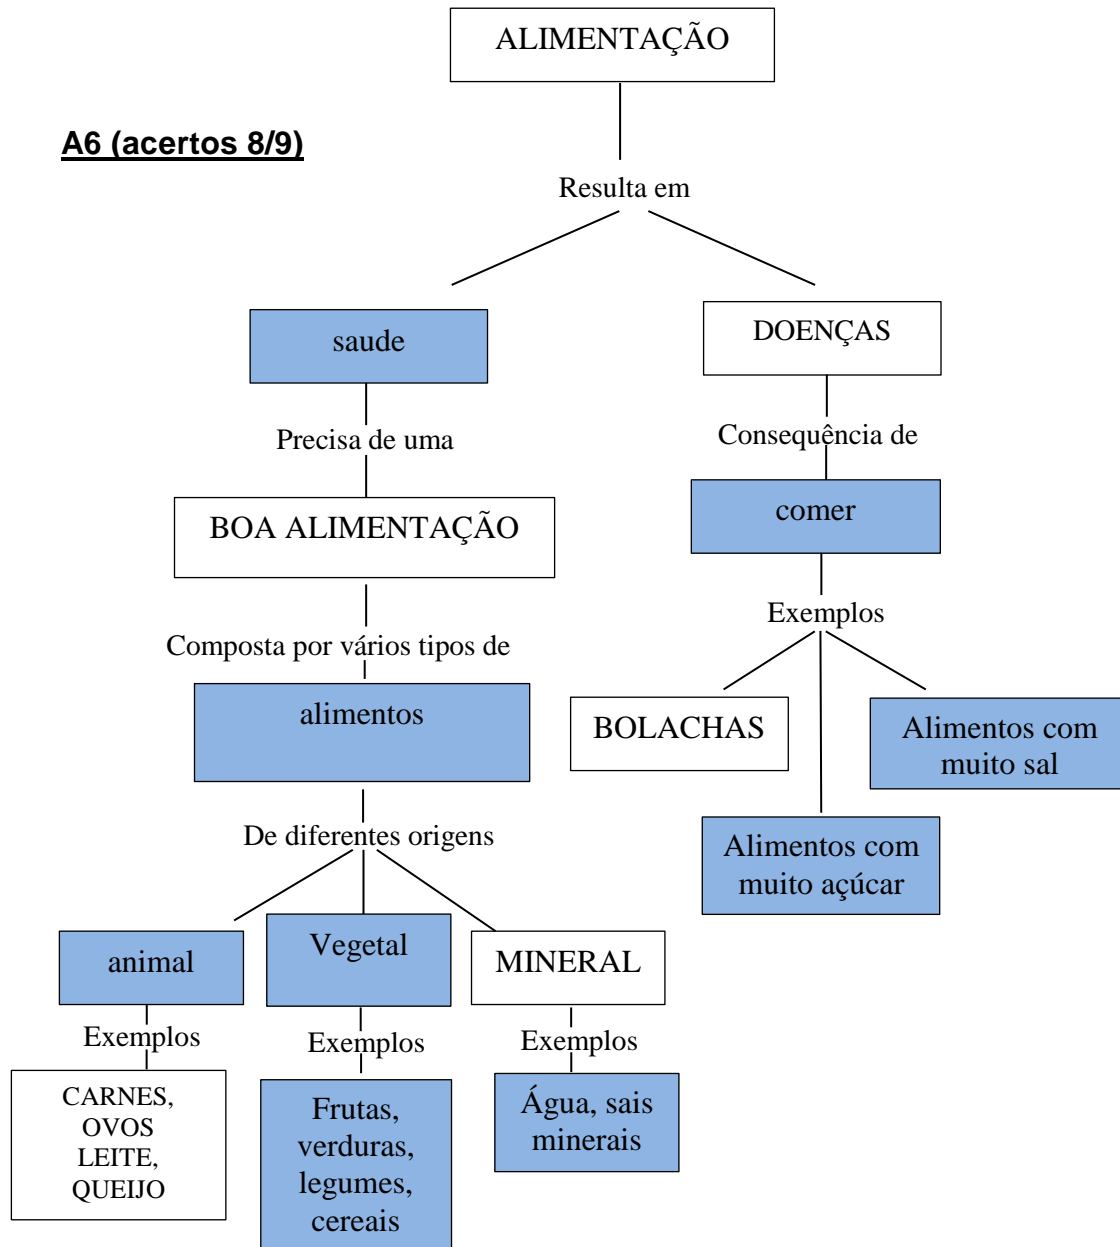 ALIMENTAÇÃO
A6 (acertos 8/9)
Resulta em
saude
DOENÇAS
Precisa de uma
Consequência de
BOA ALIMENTAÇÃO
comer
Composta por vários tipos de
Exemplos
alimentos
BOLACHAS
Alimentos com
muito sal
De diferentes origens
Alimentos com
muito açúcar
animal
Vegetal
MINERAL
Exemplos
Exemplos
Exemplos
CARNES,
OVOS
LEITE,
QUEIJO
Frutas,
verduras,
legumes,
cereais
Água, sais
minerais